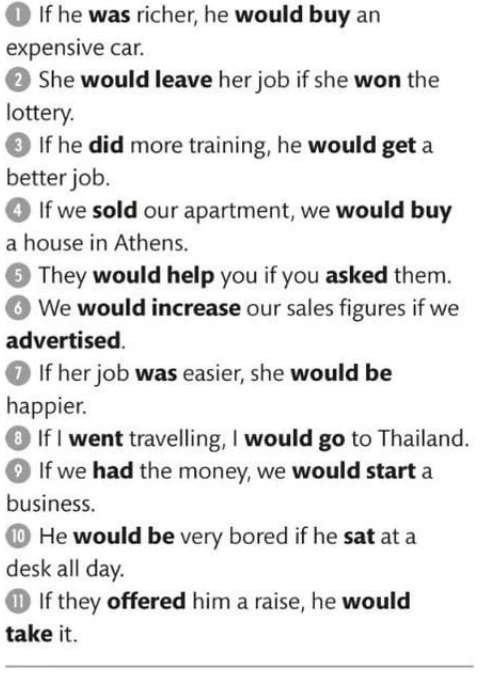 1 If he was richer, he would buy an
expensive car.
2 She would leave her job if she won the
lottery.
3 If he did more training, he would get a
better job.
4 If we sold our apartment, we would buy
a house in Athens.
5 They would help you if you asked them.
6 We would increase our sales figures if we
advertised.
7 If her job was easier, she would be
happier.
8 If I went travelling, I would go to Thailand.
9 If we had the money, we would start a
business.
10 He would be very bored if he sat at a
desk all day.
11 If they offered him a raise, he would
take it.